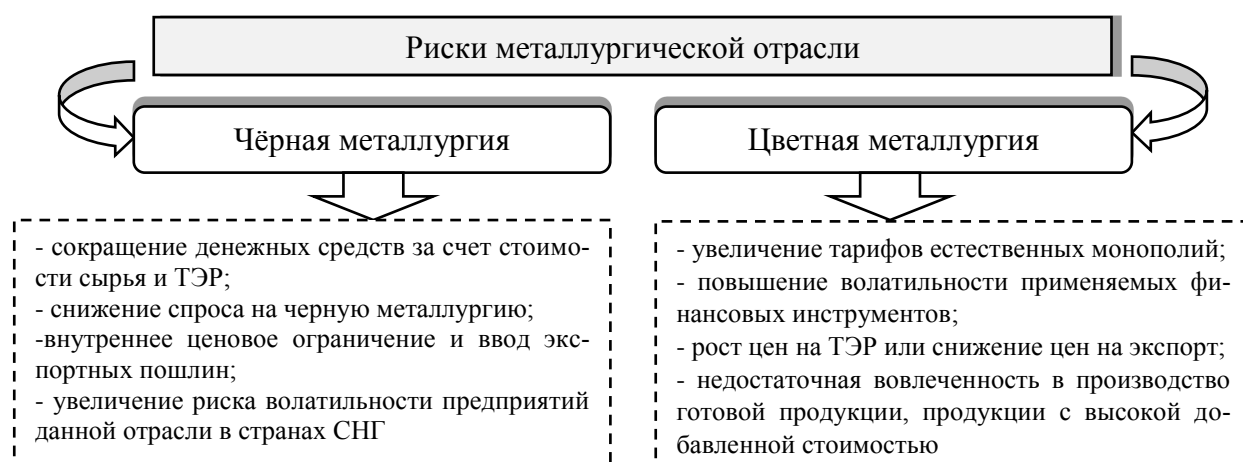 Риски металлургической отрасли
Чёрная металлургия
- сокращение денежных средств за счет стоимо-
сти сырья и ТЭР;
- снижение спроса на черную металлургию;
-внутреннее ценовое ограничение и ввод экс-
портных пошлин;
- увеличение риска волатильности предприятий
данной отрасли в странах СНГ
Цветная металлургия
- увеличение тарифов естественных монополий;
- повышение волатильности применяемых фи-
нансовых инструментов;
- рост цен на ТЭР или снижение цен на экспорт;
- недостаточная вовлеченность в производство
готовой продукции, продукции с высокой до-
бавленной стоимостью